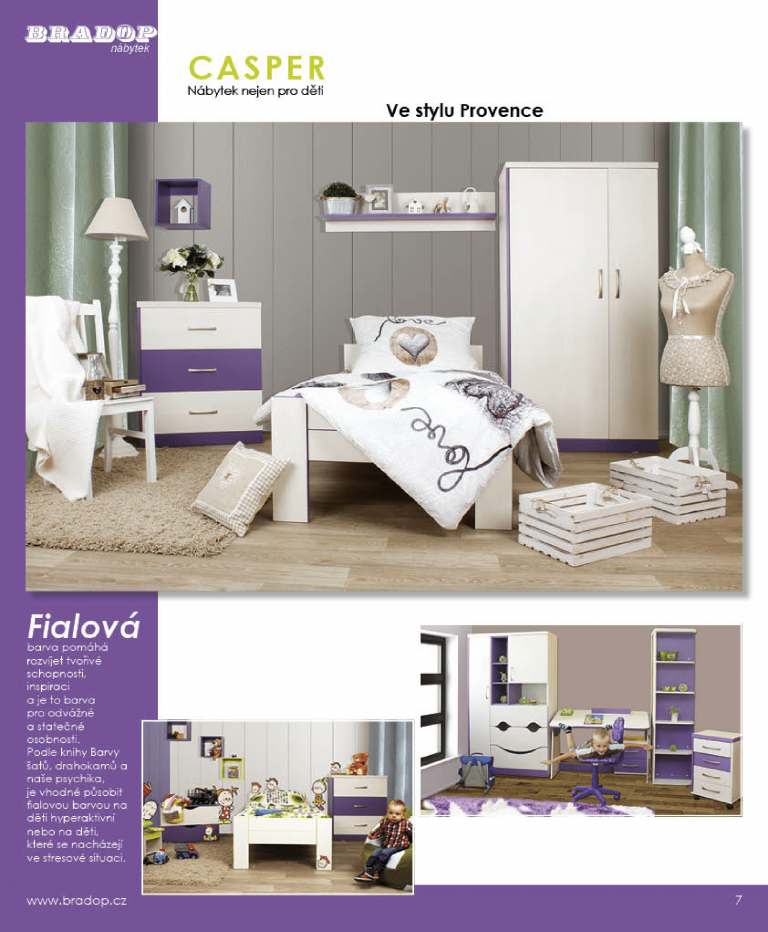 BRADOP
nábytek
CASPER
Nábytek nejen pro děti
Ve stylu Provence
love
love
Fialová
barva pomáhá
rozvíjet tvořivé
schopnosti,
inspiraci
a je to barva
pro odvážné
a statečné
osobnosti.
Podle knihy Barvy
šatů, drahokamů a
naše psychika,
je vhodné působit
fialovou barvou na
děti hyperaktivní
nebo na děti,
které se nacházejí
ve stresové situaci.
www.bradop.cz
7